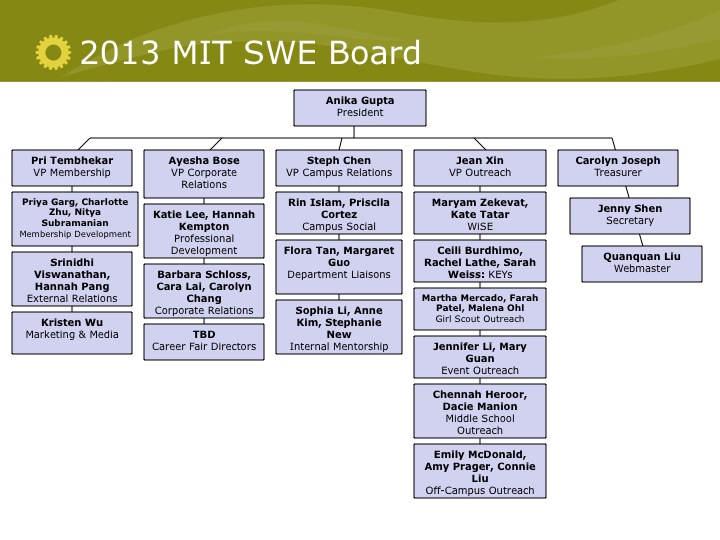 2013 MIT SWE Board
Anika Gupta
President
Pri Tembhekar
VP Membership
Priya Garg, Charlotte
Zhu, Nitya
Subramanian
Membership Development
Srinidhi
Viswanathan,
Hannah Pang
External Relations
Kristen Wu
Marketing & Media
Ayesha Bose
VP Corporate
Relations
Katie Lee, Hannah
Kempton
Professional
Development
Barbara Schloss,
Cara Lai, Carolyn
Chang
Corporate Relations
TBD
Career Fair Directors
Steph Chen
VP Campus Relations
Rin Islam, Priscila
Cortez
Campus Social
Flora Tan, Margaret
Guo
Department Liaisons
Sophia Li, Anne
Kim, Stephanie
New
Internal Mentorship
Jean Xin
VP Outreach
Maryam Zekevat,
Kate Tatar
WISE
Ceili Burdhimo,
Rachel Lathe, Sarah
Weiss: KEYs
Martha Mercado, Farah
Patel, Malena Ohl
Girl Scout Outreach
Jennifer Li, Mary
Guan
Event Outreach
Chennah Heroor,
Dacie Manion
Middle School
Outreach
Emily McDonald,
Amy Prager, Connie
Liu
Off-Campus Outreach
Carolyn Joseph
Treasurer
Jenny Shen
Secretary
Quanquan Liu
Webmaster